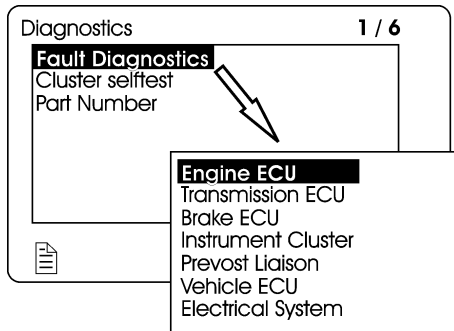 Diagnostics 1 / 6
Fault Diagnostics
Cluster selftest
Part Number
Engine ECU
Transmission ECU
Brake ECU
Instrument Cluster
Prevost Liaison
Vehicle ECU
Electrical System